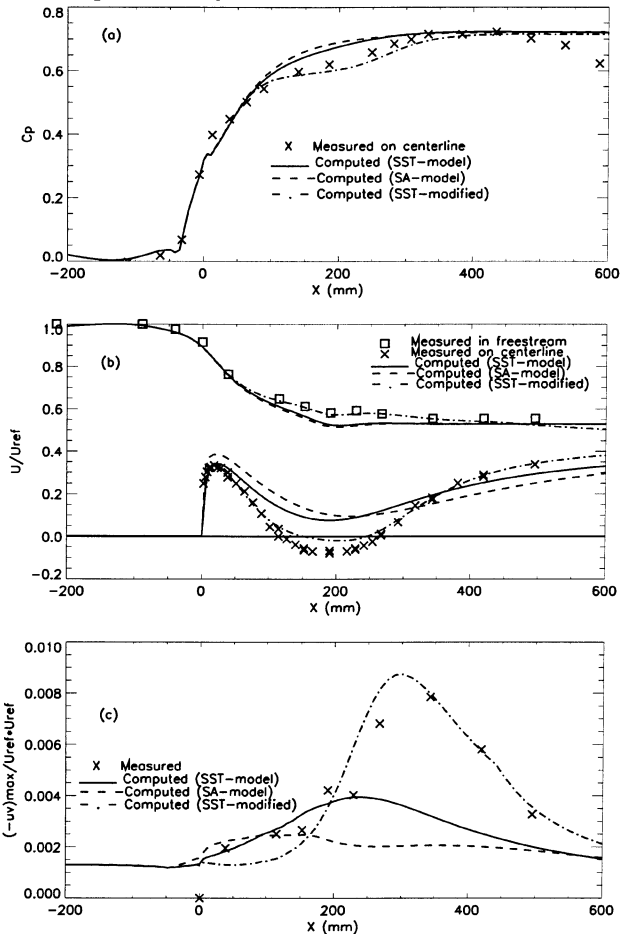 0.8
(a)
0.6
Cp
0.4
× Measured on centerline
Computed (SST-model)
Computed (SA-model)
Computed (SST-modified)
0.2
0.0
-200 0 200 400 600
X (mm)
1.0
(b)
Measured in freestream
× Measured on centerline
Computed (SST-model)
Computed (SA-model)
Computed (SST-modified)
0.8
0.6
U/Uref
0.4
0.2
0.0
-0.2
-200 0 200 400 600
X (mm)
0.010
(c)
0.008
(-uv)max/Uref*Uref
0.006
× Measured
Computed (SST-model)
Computed (SA-model)
Computed (SST-modified)
0.004
0.002
0.000
-200 0 200 400 600
X (mm)